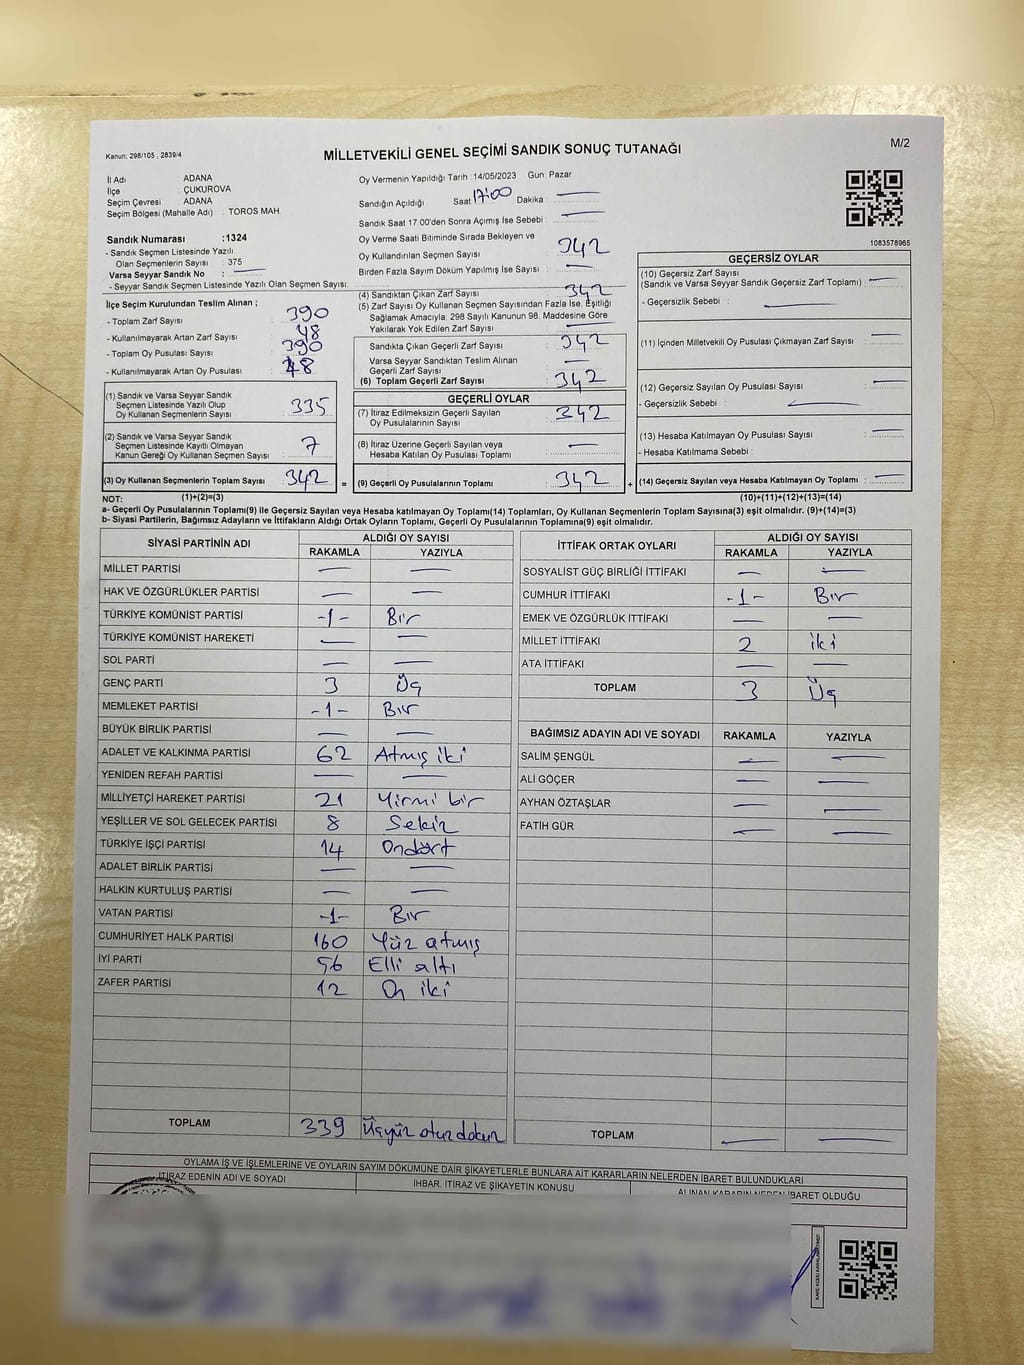 Kanun: 298/105 , 2839/4
MİLLETVEKİLİ GENEL SEÇİMİ SANDIK SONUÇ TUTANAĞI
M/2
İl Adı : ADANA
İlçe : ÇUKUROVA
Seçim Çevresi : ADANA
Seçim Bölgesi (Mahalle Adı) : TOROS MAH
Sandık Numarası :1324
- Sandık Seçmen Listesinde Yazılı
Olan Seçmenlerin Sayısı : 375
Varsa Seyyar Sandık No : —
- Seyyar Sandık Seçmen Listesinde Yazılı Olan Seçmen Sayısı:
Oy Vermenin Yapıldığı Tarih :14/05/2023 Gün: Pazar
Sandığın Açıldığı Saat 17:00 Dakika : —
Sandık Saat 17.00'den Sonra Açımış İse Sebebi : —
Oy Verme Saati Bitiminde Sırada Bekleyen ve
Oy Kullandırılan Seçmen Sayısı : 342
Birden Fazla Sayım Döküm Yapılmış İse Sayısı : —
1083578965
İlçe Seçim Kurulundan Teslim Alınan ;
- Toplam Zarf Sayısı : 390
- Kullanılmayarak Artan Zarf Sayısı : 48
- Toplam Oy Pusulası Sayısı : 390
- Kullanılmayarak Artan Oy Pusulası : 48
(1) Sandık ve Varsa Seyyar Sandık
Seçmen Listesinde Yazılı Olup
Oy Kullanan Seçmenlerin Sayısı : 335
(2) Sandık ve Varsa Seyyar Sandık
Seçmen Listesinde Kayıtlı Olmayan
Kanun Gereği Oy Kullanan Seçmen Sayısı : 7
(3) Oy Kullanan Seçmenlerin Toplam Sayısı : 342 =
(4) Sandıktan Çıkan Zarf Sayısı : 342
(5) Zarf Sayısı Oy Kullanan Seçmen Sayısından Fazla İse, Eşitliği
Sağlamak Amacıyla, 298 Sayılı Kanunun 98. Maddesine Göre
Yakılarak Yok Edilen Zarf Sayısı : —
Sandıkta Çıkan Geçerli Zarf Sayısı : 342
Varsa Seyyar Sandıktan Teslim Alınan
Geçerli Zarf Sayısı : —
(6) Toplam Geçerli Zarf Sayısı : 342
GEÇERLİ OYLAR
(7) İtiraz Edilmeksizin Geçerli Sayılan
Oy Pusulalarının Sayısı : 342
(8) İtiraz Üzerine Geçerli Sayılan veya
Hesaba Katılan Oy Pusulası Toplamı : —
(9) Geçerli Oy Pusulalarının Toplamı : 342 +
GEÇERSİZ OYLAR
(10) Geçersiz Zarf Sayısı
(Sandık ve Varsa Seyyar Sandık Geçersiz Zarf Toplamı) : —
- Geçersizlik Sebebi : —
(11) İçinden Milletvekili Oy Pusulası Çıkmayan Zarf Sayısı : —
(12) Geçersiz Sayılan Oy Pusulası Sayısı : —
- Geçersizlik Sebebi : —
(13) Hesaba Katılmayan Oy Pusulası Sayısı : —
- Hesaba Katılmama Sebebi :
(14) Geçersiz Sayılan veya Hesaba Katılmayan Oy Toplamı : —
NOT: (1)+(2)=(3) (10)+(11)+(12)+(13)=(14)
a- Geçerli Oy Pusulalarının Toplamı(9) ile Geçersiz Sayılan veya Hesaba katılmayan Oy Toplamı(14) Toplamları, Oy Kullanan Seçmenlerin Toplam Sayısına(3) eşit olmalıdır. (9)+(14)=(3)
b- Siyasi Partilerin, Bağımsız Adayların ve İttifakların Aldığı Ortak Oyların Toplamı, Geçerli Oy Pusulalarının Toplamına(9) eşit olmalıdır.
SİYASİ PARTİNİN ADI ALDIĞI OY SAYISI
RAKAMLA YAZIYLA
MİLLET PARTİSİ — —
HAK VE ÖZGÜRLÜKLER PARTİSİ — —
TÜRKİYE KOMÜNİST PARTİSİ -1- Bir
TÜRKİYE KOMÜNİST HAREKETİ — —
SOL PARTİ — —
GENÇ PARTİ 3 Üç
MEMLEKET PARTİSİ -1- Bir
BÜYÜK BİRLİK PARTİSİ — —
ADALET VE KALKINMA PARTİSİ 62 Atmış iki
YENİDEN REFAH PARTİSİ — —
MİLLİYETÇİ HAREKET PARTİSİ 21 Yirmi bir
YEŞİLLER VE SOL GELECEK PARTİSİ 8 Sekiz
TÜRKİYE İŞÇİ PARTİSİ 14 Ondört
ADALET BİRLİK PARTİSİ — —
HALKIN KURTULUŞ PARTİSİ — —
VATAN PARTİSİ -1- Bir
CUMHURİYET HALK PARTİSİ 160 Yüz atmış
İYİ PARTİ 56 Elli altı
ZAFER PARTİSİ 12 On iki
TOPLAM 339 Üçyüz otuz dokuz
İTTİFAK ORTAK OYLARI ALDIĞI OY SAYISI
RAKAMLA YAZIYLA
SOSYALİST GÜÇ BİRLİĞİ İTTİFAKI — —
CUMHUR İTTİFAKI -1- Bir
EMEK VE ÖZGÜRLÜK İTTİFAKI — —
MİLLET İTTİFAKI 2 iki
ATA İTTİFAKI — —
TOPLAM 3 Üç
BAĞIMSIZ ADAYIN ADI VE SOYADI RAKAMLA YAZIYLA
SALİM ŞENGÜL — —
ALİ GÖÇER — —
AYHAN ÖZTAŞLAR — —
FATİH GÜR — —
TOPLAM — —
OYLAMA İŞ VE İŞLEMLERİNE VE OYLARIN SAYIM DÖKÜMÜNE DAİR ŞİKAYETLERLE BUNLARA AİT KARARLARIN NELERDEN İBARET BULUNDUKLARI
İTİRAZ EDENİN ADI VE SOYADI İHBAR, İTİRAZ VE ŞİKAYETİN KONUSU ALINAN KARARIN NEDEN İBARET OLDUĞU